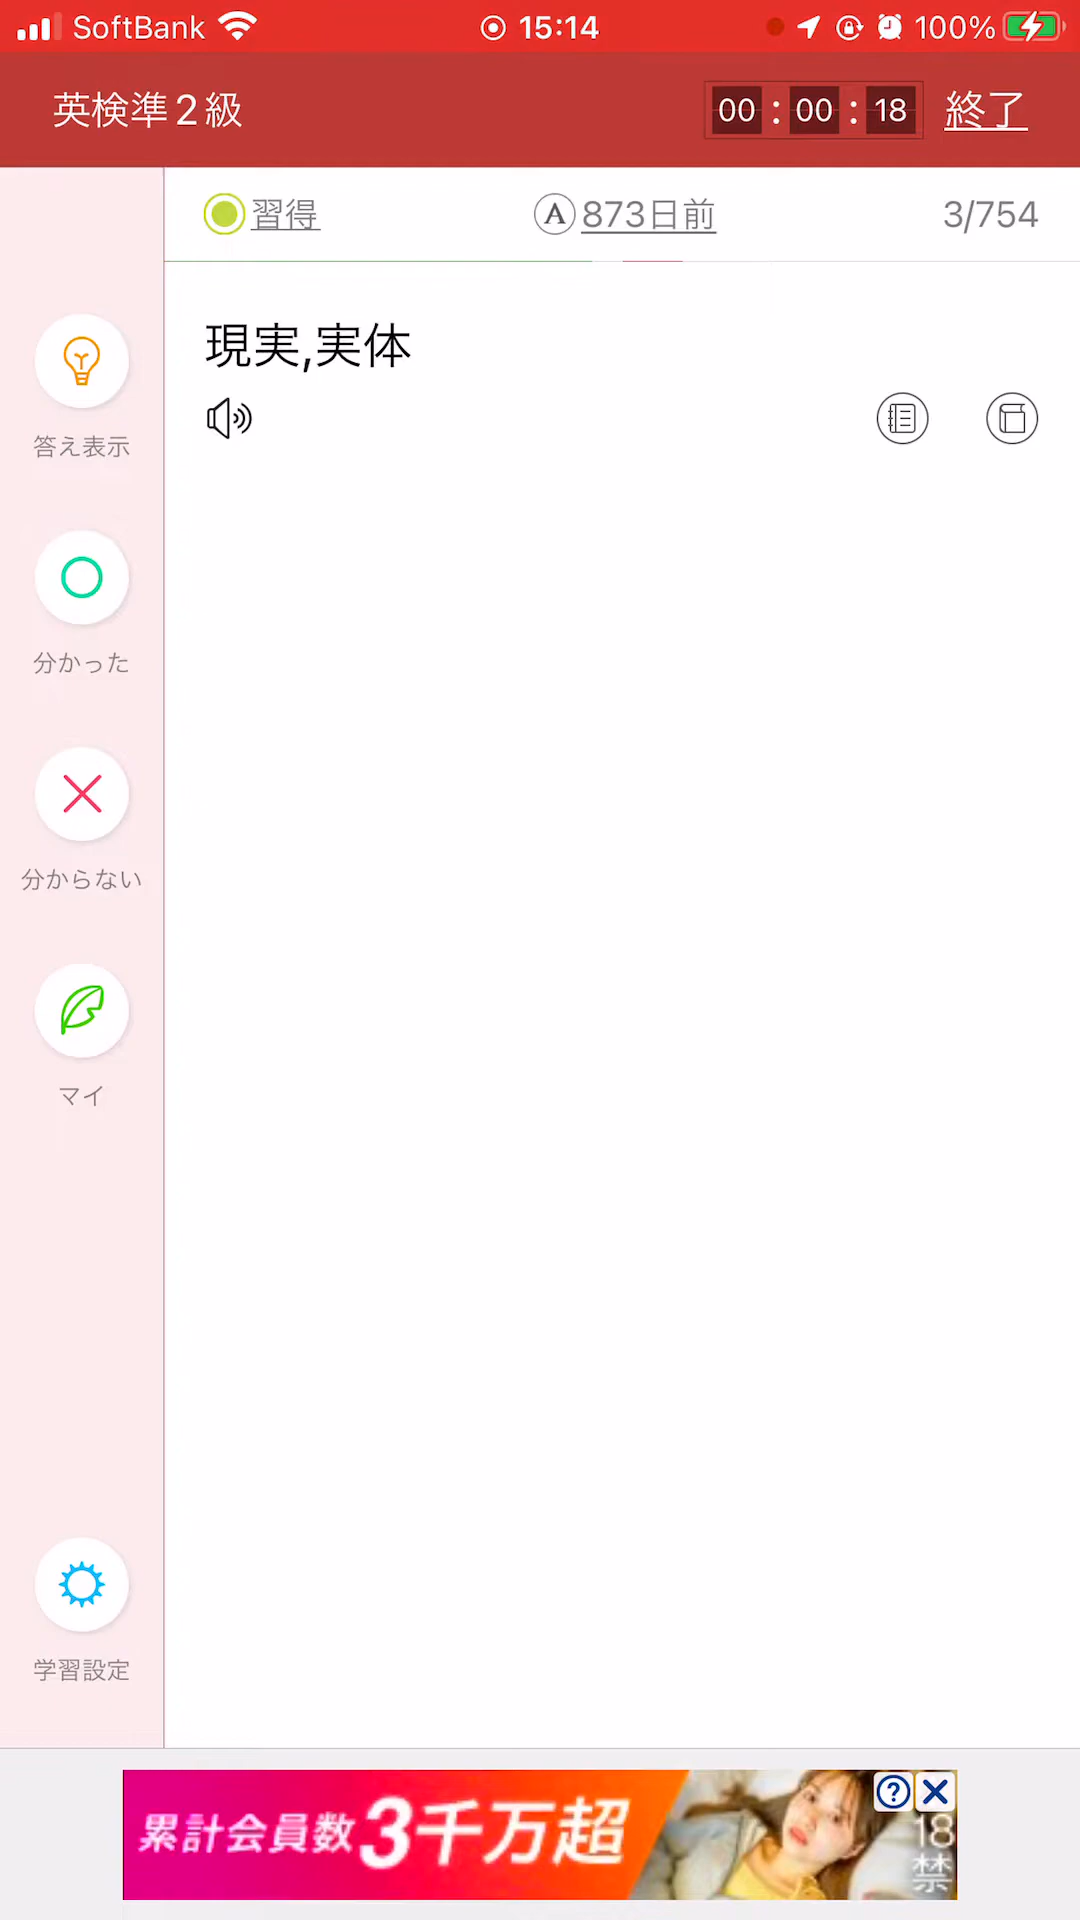 SoftBank 15:14 100%
英検準2級 00 : 00 : 18 終了
習得 A 873日前 3/754
現実,実体
答え表示
分かった
分からない
マイ
学習設定
累計会員数3千万超
18禁